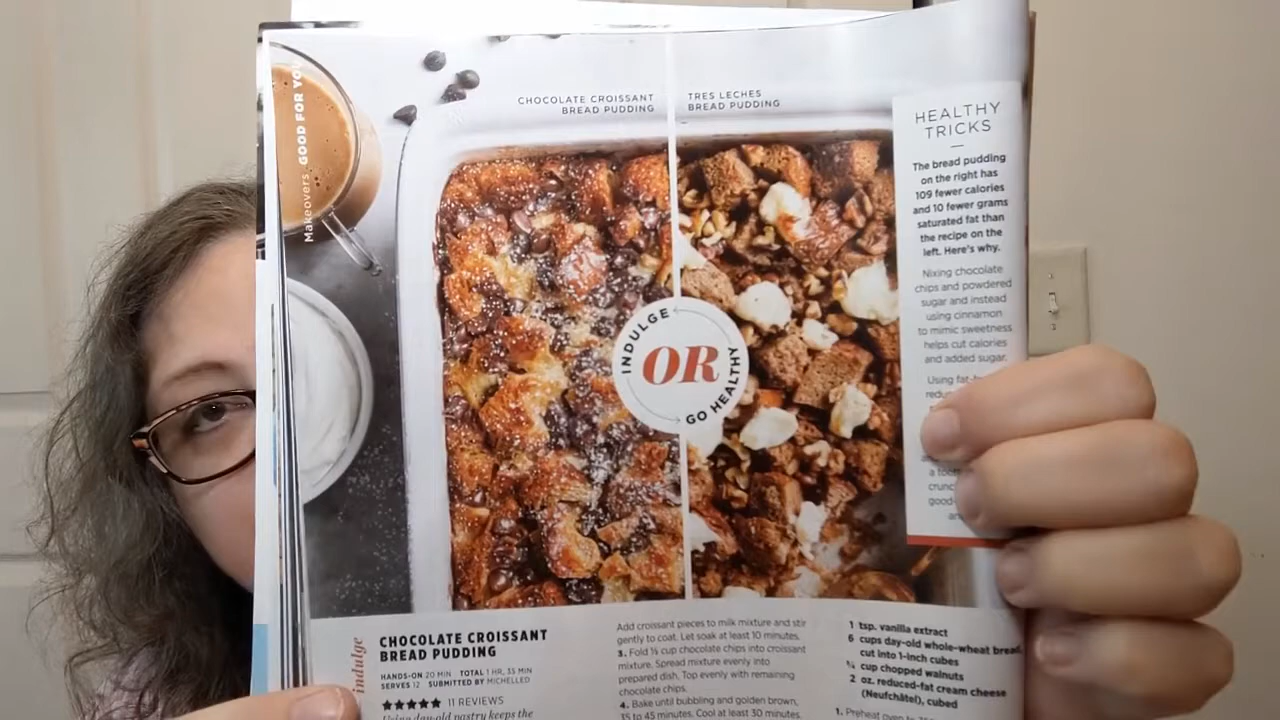 Makeovers GOOD FOR YOU
CHOCOLATE CROISSANT
BREAD PUDDING
TRES LECHES
BREAD PUDDING
INDULGE
OR
GO HEALTHY
HEALTHY
TRICKS
The bread pudding
on the right has
109 fewer calories
and 10 fewer grams
saturated fat than
the recipe on the
left. Here's why.
Nixing chocolate
chips and powdered
sugar and instead
using cinnamon
to mimic sweetness
helps cut calories
and added sugar.
Using
indulge
CHOCOLATE CROISSANT
BREAD PUDDING
HANDS-ON 20 MIN TOTAL 1 HR, 35 MIN
SERVES 12 SUBMITTED BY MICHELLED
11 REVIEWS
Using day-old pastry keeps the
Add croissant pieces to milk mixture and stir
gently to coat. Let soak at least 10 minutes.
3. Fold ½ cup chocolate chips into croissant
mixture. Spread mixture evenly into
prepared dish. Top evenly with remaining
chocolate chips.
4. Bake until bubbling and golden brown,
to 45 minutes. Cool at least 30 minutes.
1 tsp. vanilla extract
6 cups day-old whole-wheat bread,
cut into 1-inch cubes
cup chopped walnuts
2 oz. reduced-fat cream cheese
(Neufchâtel), cubed
1. Preheat oven to